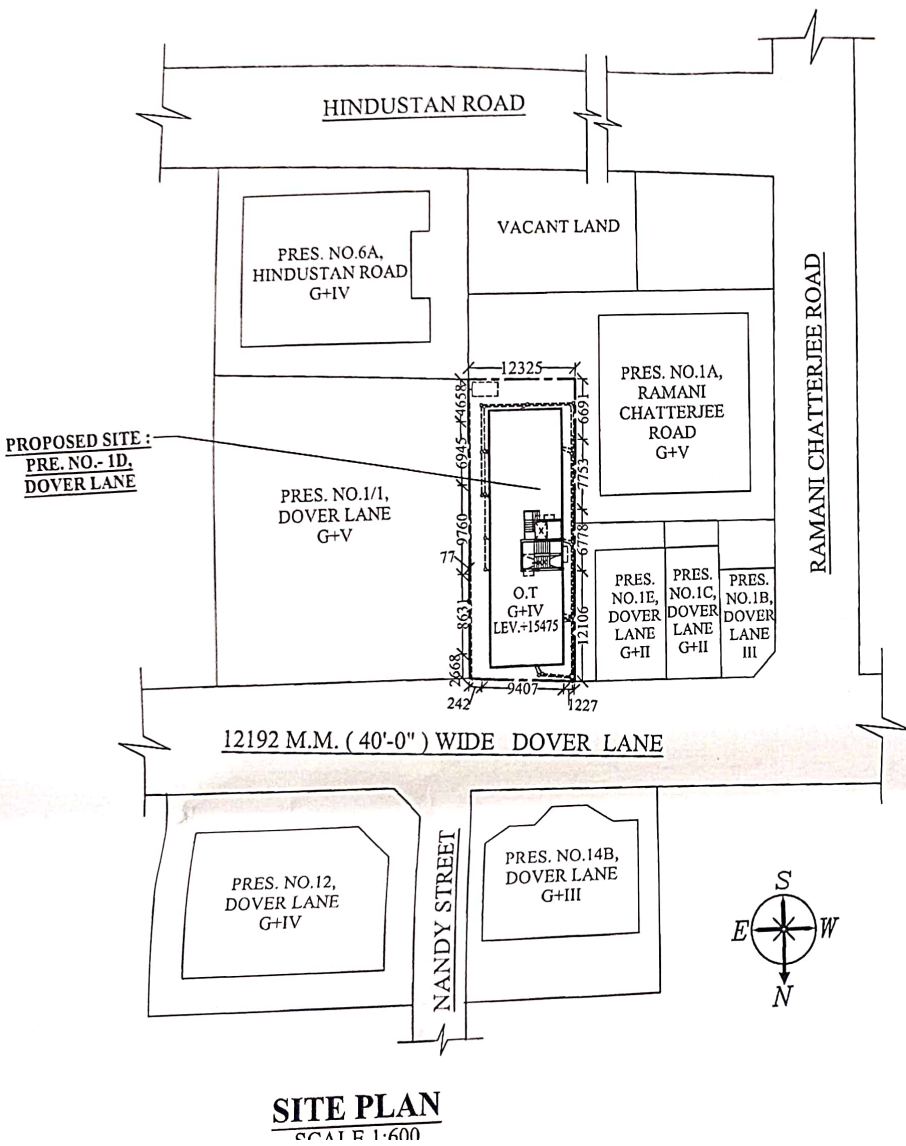 HINDUSTAN ROAD
VACANT LAND
PRES. NO.6A,
HINDUSTAN ROAD
G+IV
RAMANI CHATTERJEE ROAD
12325
PRES. NO.1A,
RAMANI
CHATTERJEE
ROAD
G+V
4658
6945
9760
77
8631
2668
6691
7753
6778
12106
PROPOSED SITE :
PRE. NO.- 1D,
DOVER LANE
PRES. NO.1/1,
DOVER LANE
G+V
O.T
G+IV
LEV.+15475
PRES.
NO.1E,
DOVER
LANE
G+II
PRES.
NO.1C,
DOVER
LANE
G+II
PRES.
NO.1B,
DOVER
LANE
III
242
9407
1227
12192 M.M. ( 40'-0" ) WIDE DOVER LANE
PRES. NO.12,
DOVER LANE
G+IV
NANDY STREET
PRES. NO.14B,
DOVER LANE
G+III
S
E
W
N
SITE PLAN
SCALE 1:600